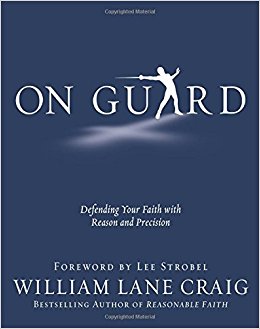 ON GUARD
Defending Your Faith with
Reason and Precision
FOREWORD BY LEE STROBEL
WILLIAM LANE CRAIG
BESTSELLING AUTHOR OF REASONABLE FAITH